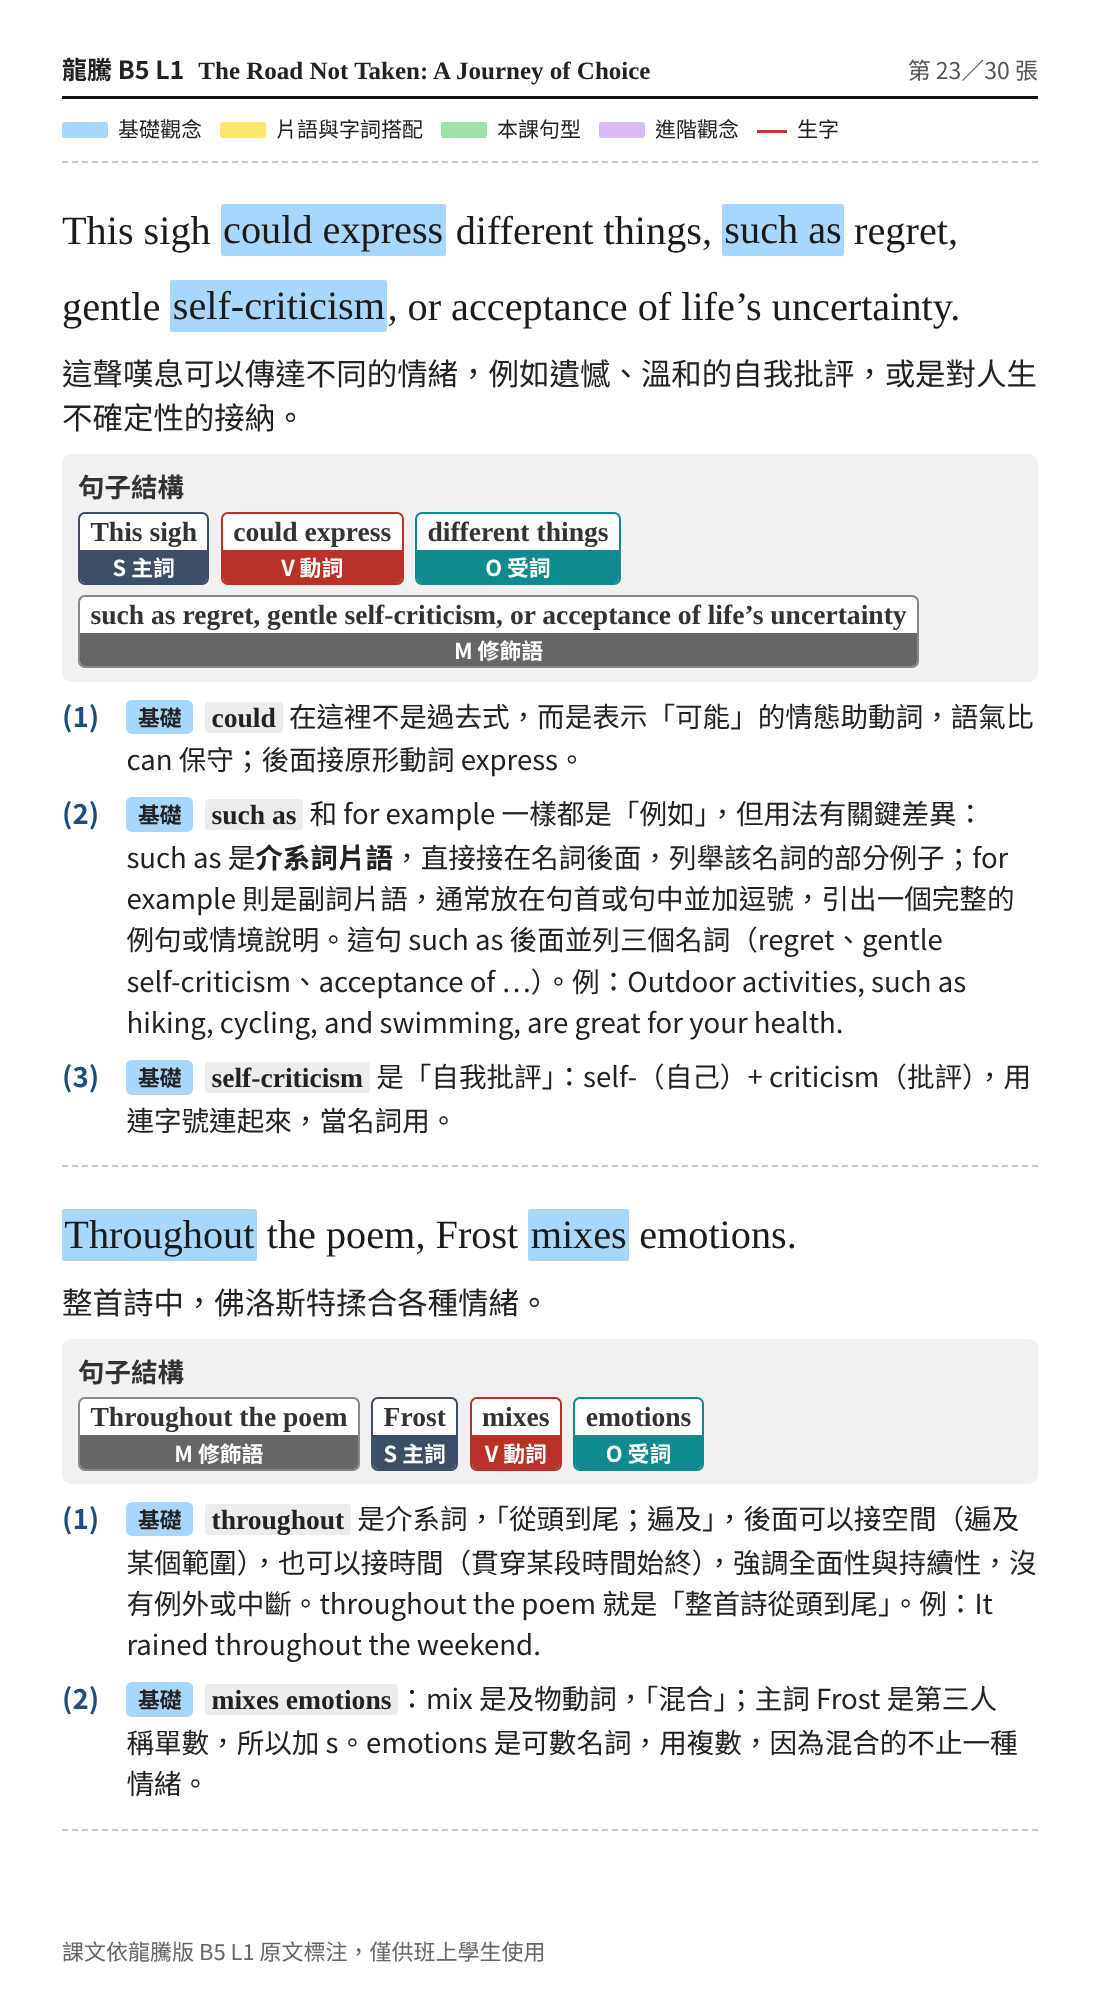 龍騰 B5 L1 The Road Not Taken: A Journey of Choice 第 23／30 張
基礎觀念 片語與字詞搭配 本課句型 進階觀念 生字
This sigh could express different things, such as regret,
gentle self-criticism, or acceptance of life’s uncertainty.
這聲嘆息可以傳達不同的情緒，例如遺憾、溫和的自我批評，或是對人生
不確定性的接納。
句子結構
This sigh could express different things
S 主詞 V 動詞 O 受詞
such as regret, gentle self-criticism, or acceptance of life’s uncertainty
M 修飾語
(1) 基礎 could 在這裡不是過去式，而是表示「可能」的情態助動詞，語氣比
can 保守；後面接原形動詞 express。
(2) 基礎 such as 和 for example 一樣都是「例如」，但用法有關鍵差異：
such as 是介系詞片語，直接接在名詞後面，列舉該名詞的部分例子；for
example 則是副詞片語，通常放在句首或句中並加逗號，引出一個完整的
例句或情境說明。這句 such as 後面並列三個名詞（regret、gentle
self-criticism、acceptance of …）。例：Outdoor activities, such as
hiking, cycling, and swimming, are great for your health.
(3) 基礎 self-criticism 是「自我批評」：self-（自己）+ criticism（批評），用
連字號連起來，當名詞用。
Throughout the poem, Frost mixes emotions.
整首詩中，佛洛斯特揉合各種情緒。
句子結構
Throughout the poem Frost mixes emotions
M 修飾語 S 主詞 V 動詞 O 受詞
(1) 基礎 throughout 是介系詞，「從頭到尾；遍及」，後面可以接空間（遍及
某個範圍），也可以接時間（貫穿某段時間始終），強調全面性與持續性，沒
有例外或中斷。throughout the poem 就是「整首詩從頭到尾」。例：It
rained throughout the weekend.
(2) 基礎 mixes emotions：mix 是及物動詞，「混合」；主詞 Frost 是第三人
稱單數，所以加 s。emotions 是可數名詞，用複數，因為混合的不止一種
情緒。
課文依龍騰版 B5 L1 原文標注，僅供班上學生使用